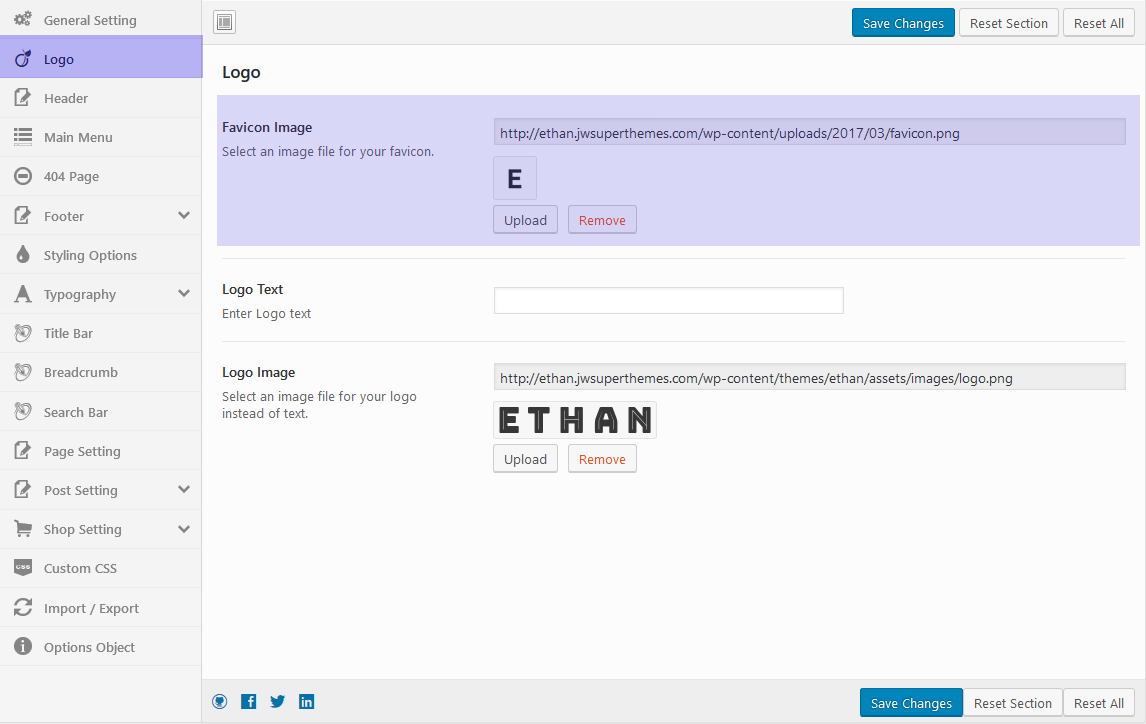 General Setting
Logo
Header
Main Menu
404 Page
Footer
Styling Options
Typography
Title Bar
Breadcrumb
Search Bar
Page Setting
Post Setting
Shop Setting
CSS
Custom CSS
Import / Export
Options Object
Save Changes
Reset Section
Reset All
Logo
Favicon Image
Select an image file for your favicon.
http://ethan.jwsuperthemes.com/wp-content/uploads/2017/03/favicon.png
E
Upload
Remove
Logo Text
Enter Logo text
Logo Image
Select an image file for your logo
instead of text.
http://ethan.jwsuperthemes.com/wp-content/themes/ethan/assets/images/logo.png
ETHAN
Upload
Remove
Save Changes
Reset Section
Reset All